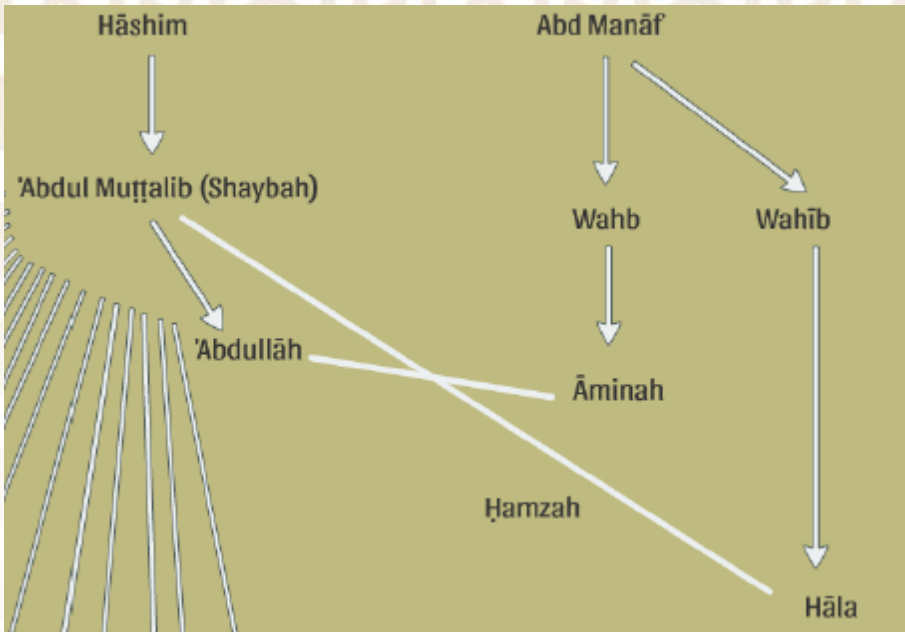 Hāshim
Abd Manāf
'Abdul Muṭṭalib (Shaybah)
Wahb
Wahīb
'Abdullāh
Āminah
Ḥamzah
Hāla